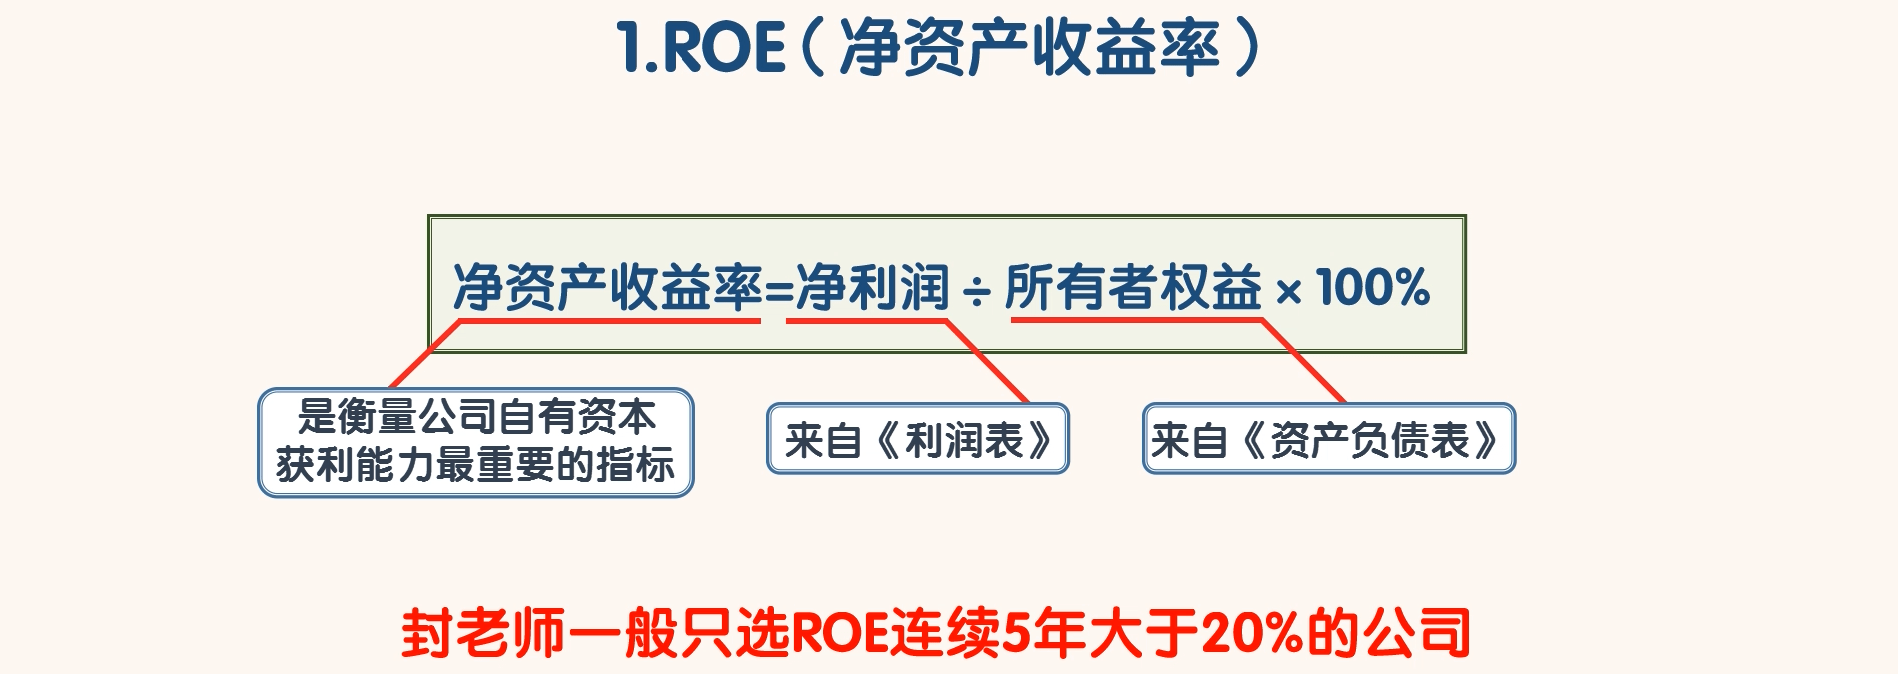 1.ROE（净资产收益率）
净资产收益率=净利润÷所有者权益×100%
是衡量公司自有资本
获利能力最重要的指标
来自《利润表》
来自《资产负债表》
封老师一般只选ROE连续5年大于20%的公司